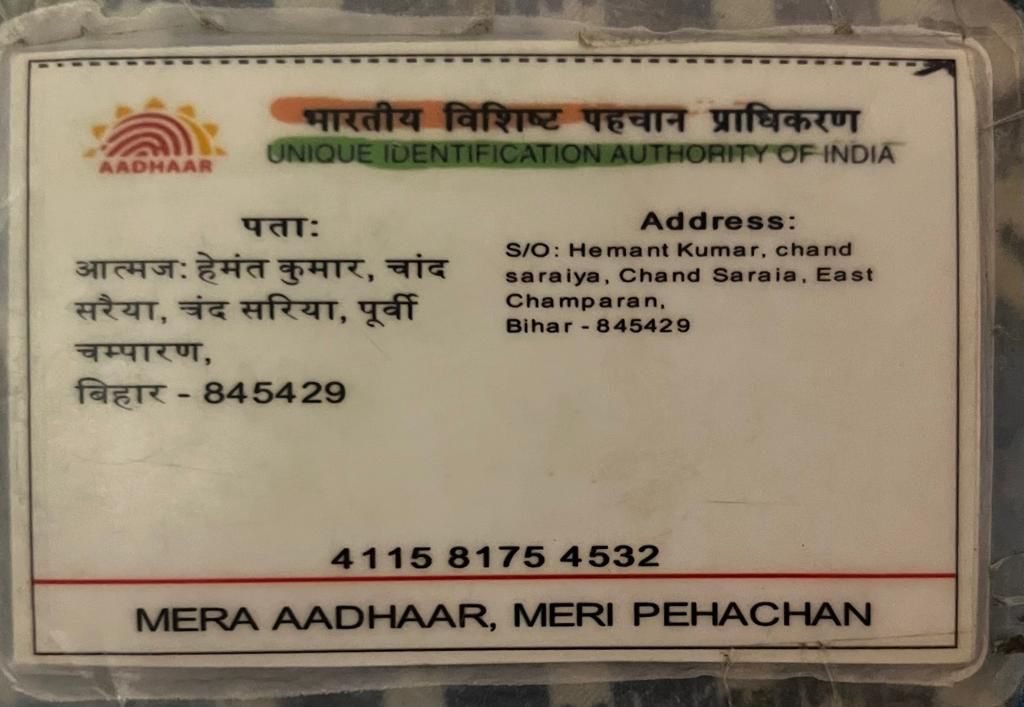 AADHAAR
भारतीय विशिष्ट पहचान प्राधिकरण
UNIQUE IDENTIFICATION AUTHORITY OF INDIA
पता:
आत्मज: हेमंत कुमार, चांद
सरैया, चंद सरिया, पूर्वी
चम्पारण,
बिहार - 845429
Address:
S/O: Hemant Kumar, chand
saraiya, Chand Saraia, East
Champaran,
Bihar - 845429
4115 8175 4532
MERA AADHAAR, MERI PEHACHAN